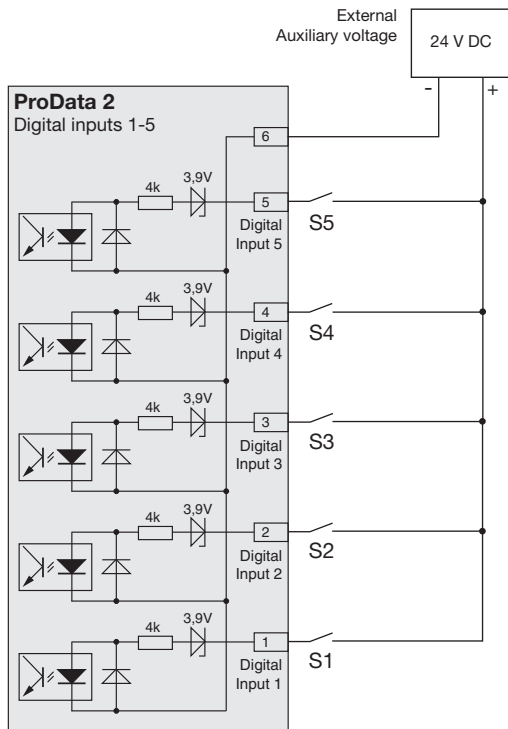 External
Auxiliary voltage
24 V DC
- +
ProData 2
Digital inputs 1-5
6
4k
3,9V
5
Digital
Input 5
S5
4k
3,9V
4
Digital
Input 4
S4
4k
3,9V
3
Digital
Input 3
S3
4k
3,9V
2
Digital
Input 2
S2
4k
3,9V
1
Digital
Input 1
S1